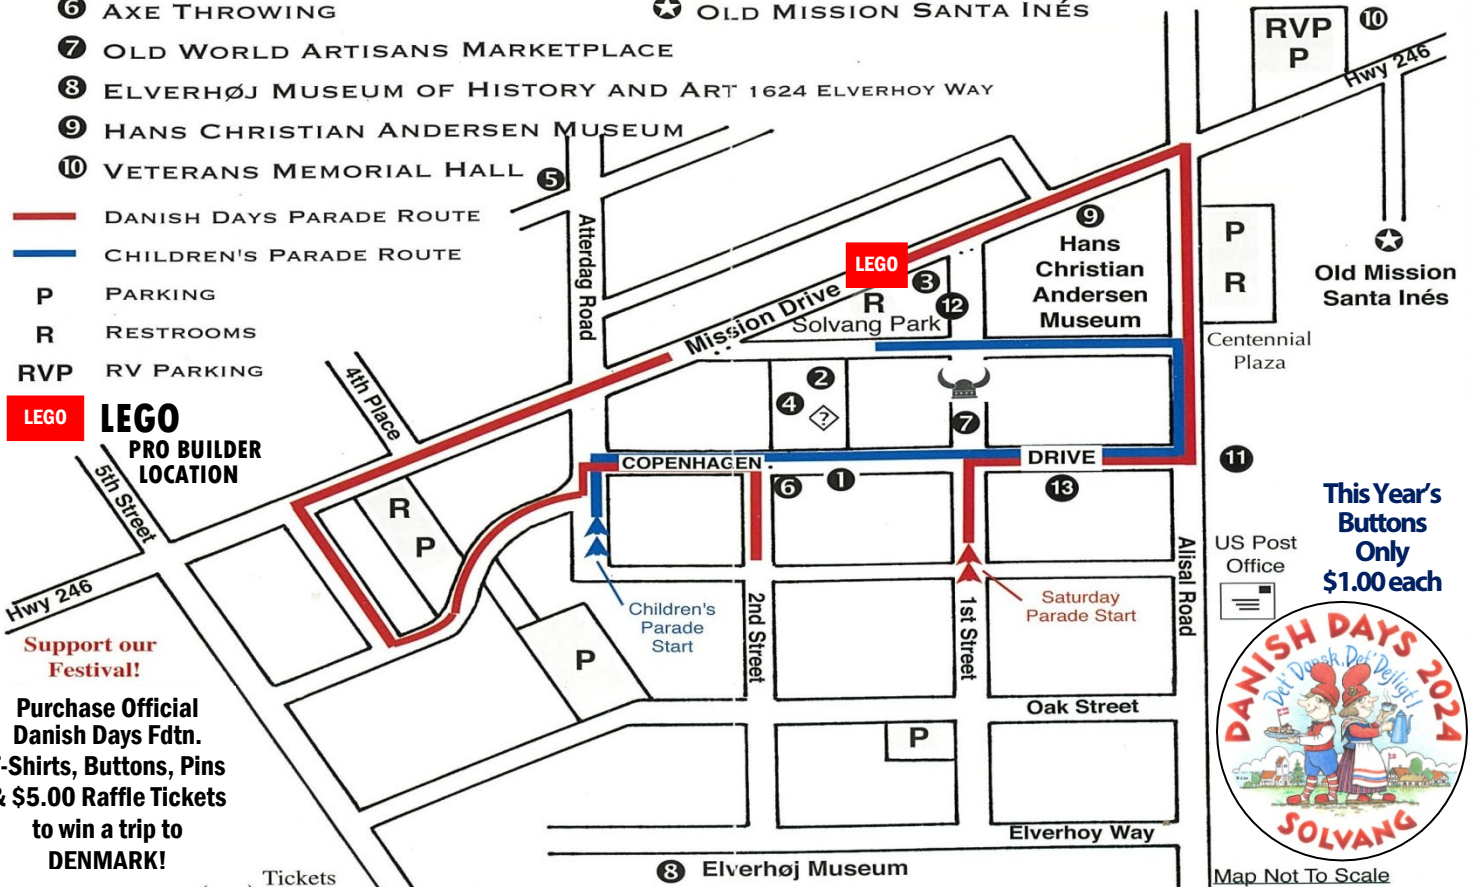 6 AXE THROWING
OLD MISSION SANTA INÉS
7 OLD WORLD ARTISANS MARKETPLACE
8 ELVERHØJ MUSEUM OF HISTORY AND ART 1624 ELVERHOY WAY
9 HANS CHRISTIAN ANDERSEN MUSEUM
10 VETERANS MEMORIAL HALL
DANISH DAYS PARADE ROUTE
CHILDREN'S PARADE ROUTE
P PARKING
R RESTROOMS
RVP RV PARKING
LEGO LEGO
PRO BUILDER
LOCATION
RVP
P
10
Hwy 246
5
Atterdag Road
9
Hans
Christian
Andersen
Museum
P
R
Centennial
Plaza
Old Mission
Santa Inés
LEGO
3
R
12
Solvang Park
Mission Drive
4th Place
5th Street
Hwy 246
2
4
?
7
COPENHAGEN
DRIVE
6
1
13
11
R
P
P
Children's
Parade
Start
2nd Street
1st Street
Saturday
Parade Start
Alisal Road
US Post
Office
Oak Street
P
Elverhoy Way
8 Elverhøj Museum
Support our
Festival!
Purchase Official
Danish Days Fdtn.
T-Shirts, Buttons, Pins
& $5.00 Raffle Tickets
to win a trip to
DENMARK!
Tickets
This Year's
Buttons
Only
$1.00 each
DANISH DAYS 2024
Det' Dansk, Det' Dejligt!
SOLVANG
Map Not To Scale